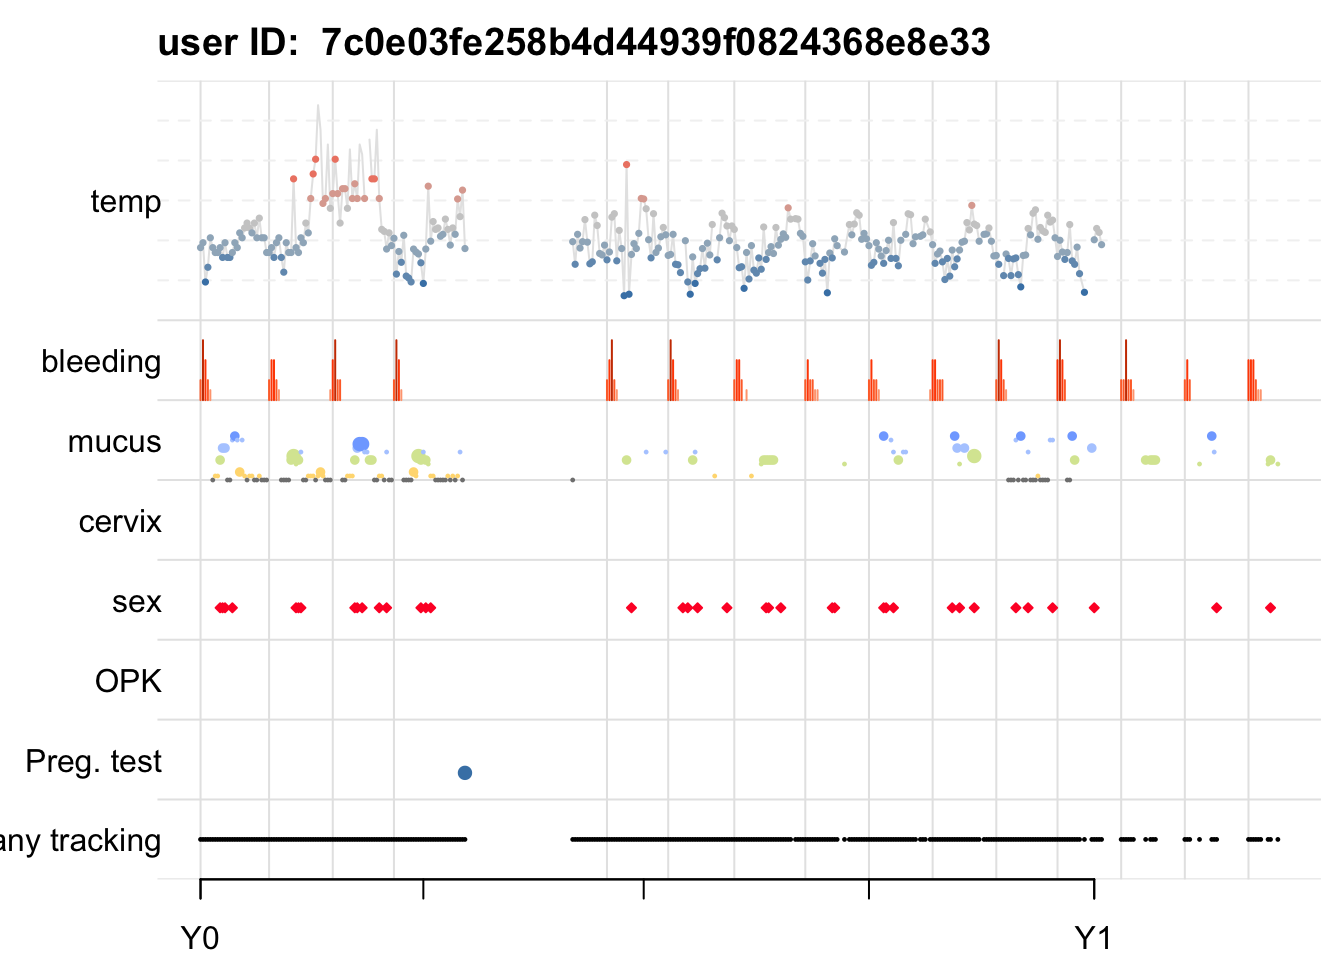 user ID: 7c0e03fe258b4d44939f0824368e8e33
temp
bleeding
mucus
cervix
sex
OPK
Preg. test
any tracking
Y0 Y1